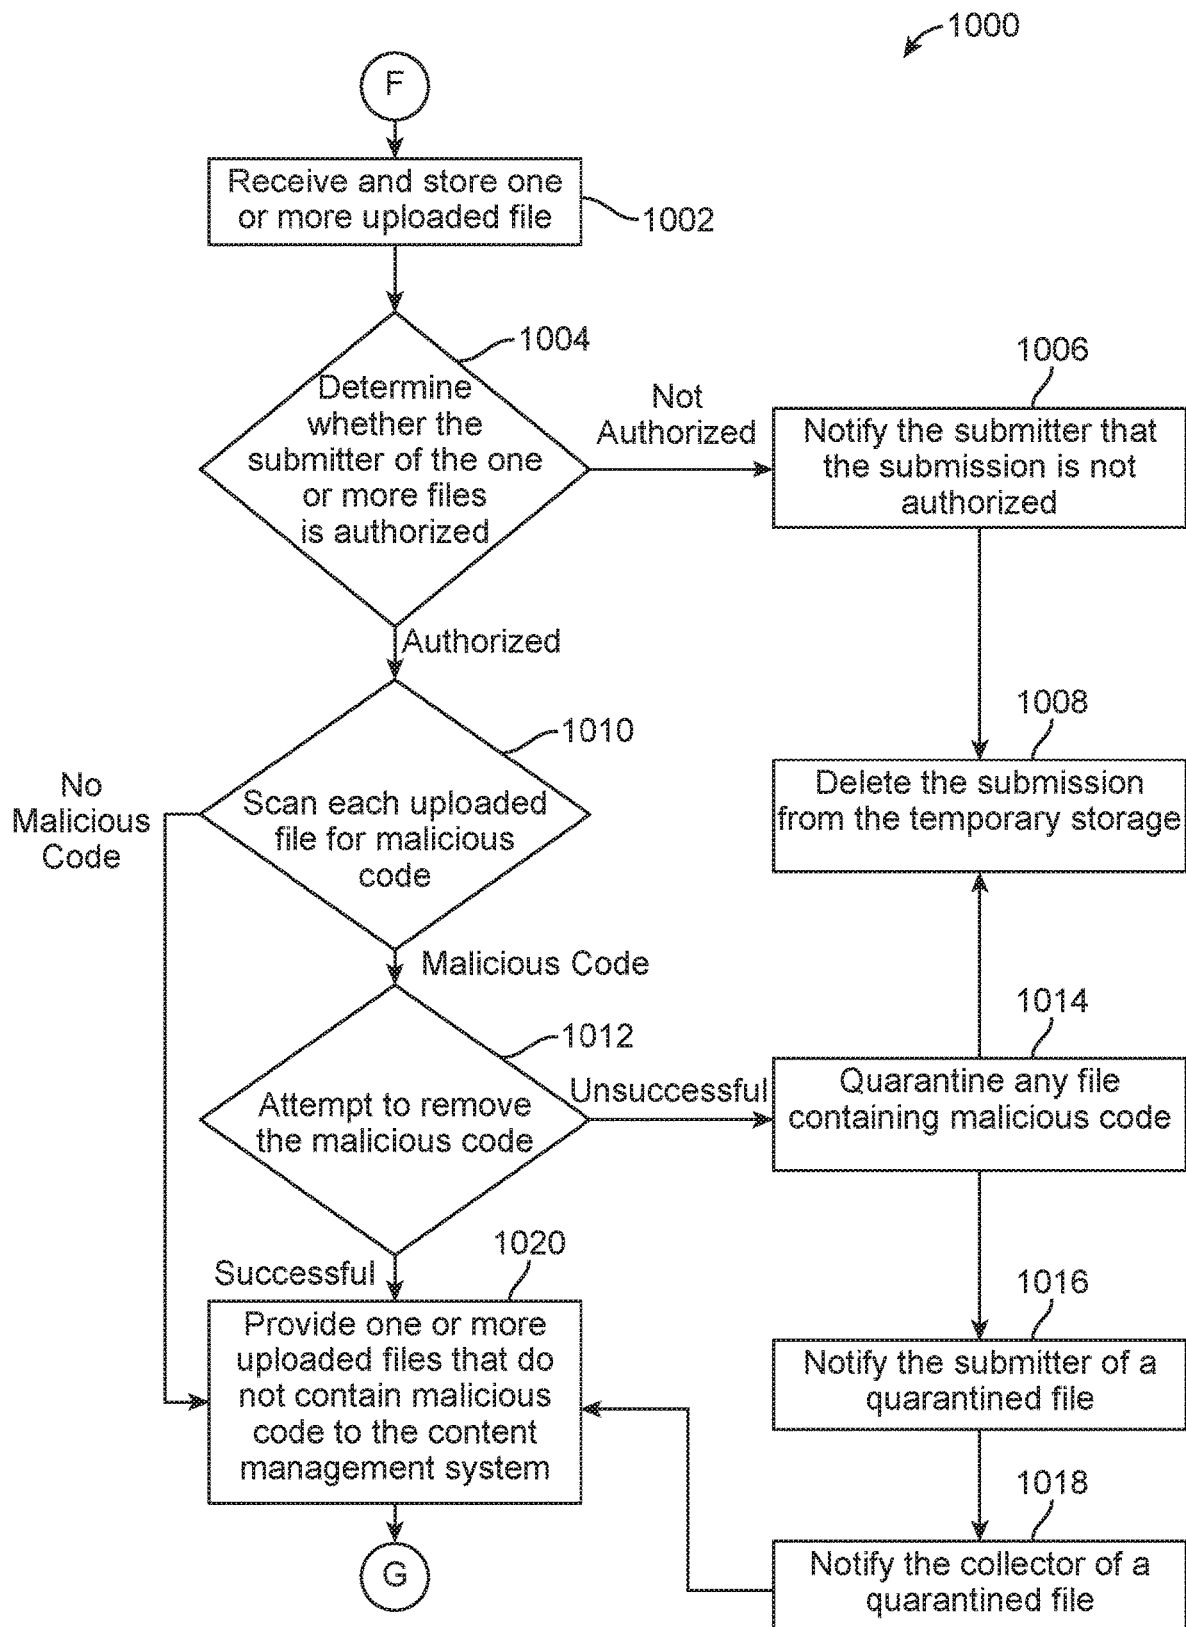 1000
F
Receive and store one
or more uploaded file
1002
1004
Determine
whether the
submitter of the one
or more files
is authorized
Not
Authorized
1006
Notify the submitter that
the submission is not
authorized
Authorized
1008
Delete the submission
from the temporary storage
1010
Scan each uploaded
file for malicious
code
No
Malicious
Code
Malicious Code
1012
Attempt to remove
the malicious code
Unsuccessful
1014
Quarantine any file
containing malicious code
Successful
1020
Provide one or more
uploaded files that do
not contain malicious
code to the content
management system
1016
Notify the submitter of a
quarantined file
1018
Notify the collector of a
quarantined file
G